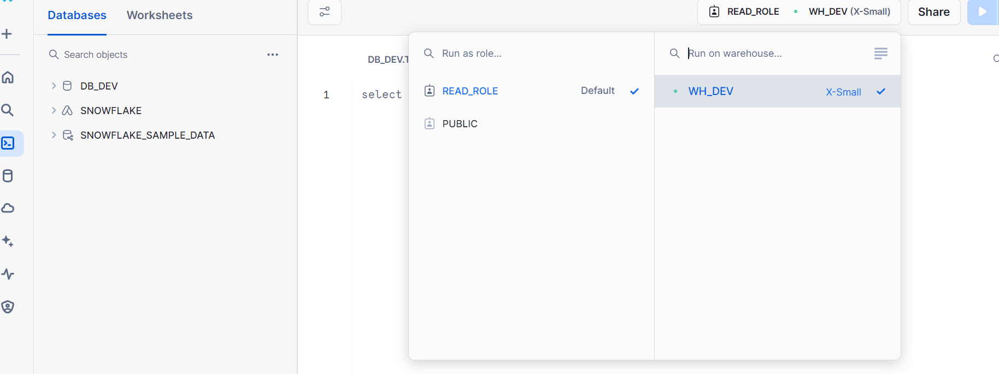 Databases Worksheets
READ_ROLE WH_DEV (X-Small) Share
Search objects
DB_DEV
SNOWFLAKE
SNOWFLAKE_SAMPLE_DATA
DB_DEV.T
1 select
Run as role...
READ_ROLE Default
PUBLIC
Run on warehouse...
WH_DEV X-Small